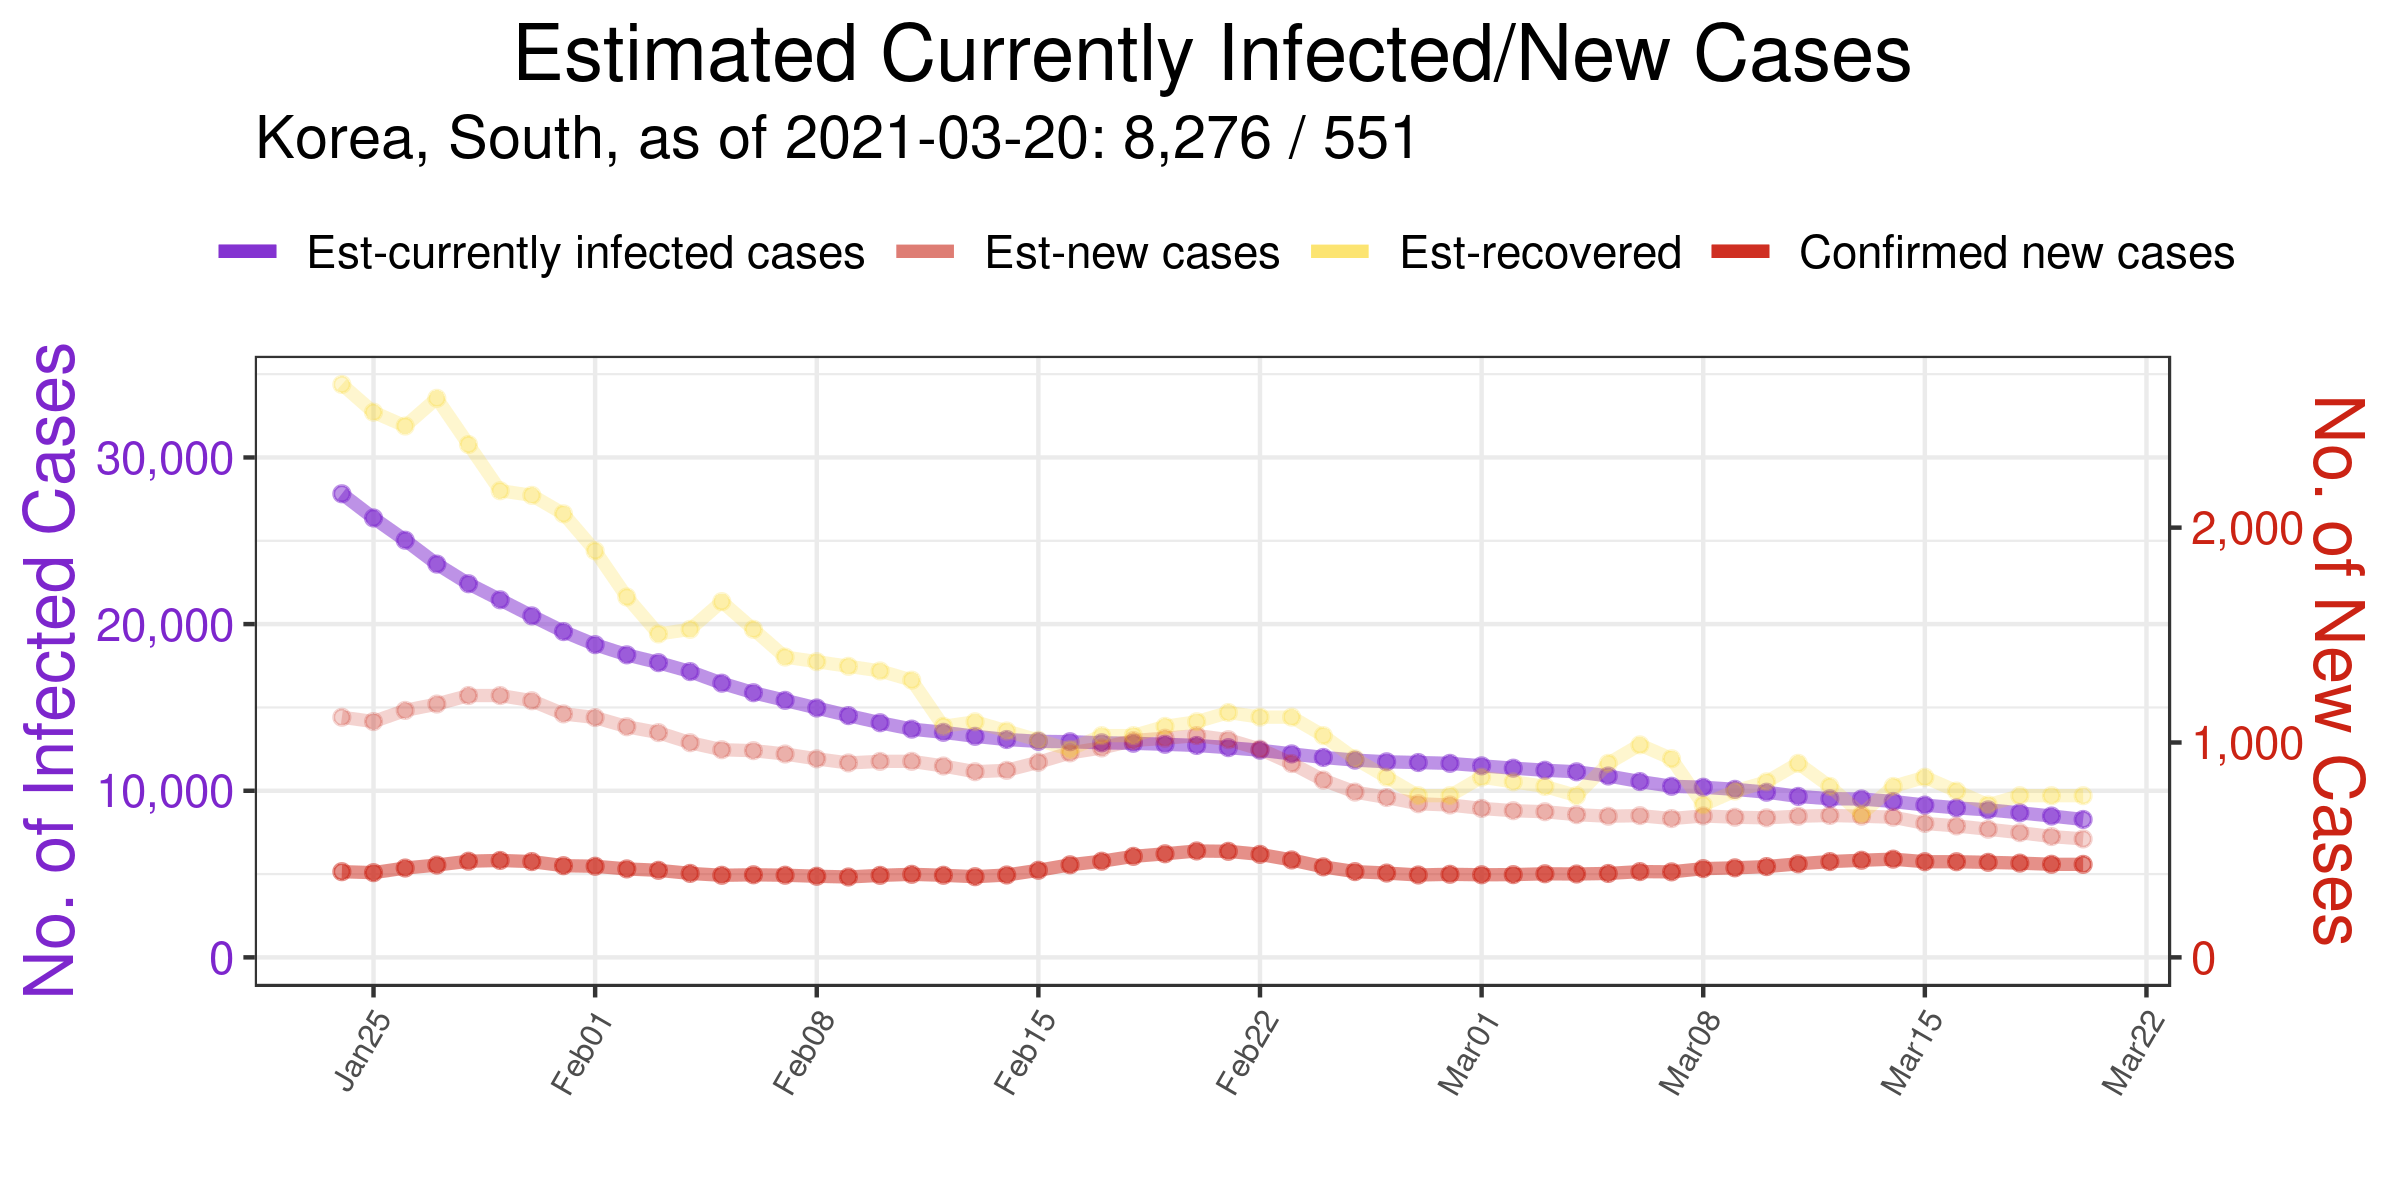 Estimated Currently Infected/New Cases
Korea, South, as of 2021-03-20: 8,276 / 551
Est-currently infected cases Est-new cases Est-recovered Confirmed new cases
No. of Infected Cases
30,000
20,000
10,000
0
2,000
1,000
0
No. of New Cases
Jan25 Feb01 Feb08 Feb15 Feb22 Mar01 Mar08 Mar15 Mar22